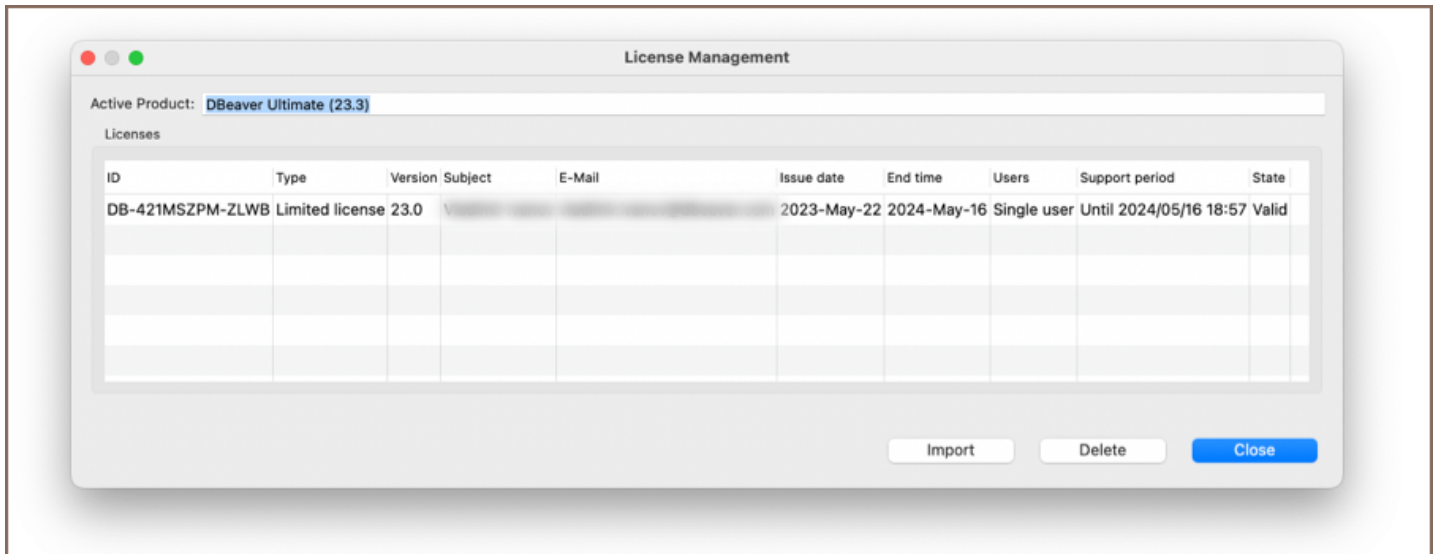 License Management
Active Product: DBeaver Ultimate (23.3)
Licenses
ID Type Version Subject E-Mail Issue date End time Users Support period State
DB-421MSZPM-ZLWB Limited license 23.0 2023-May-22 2024-May-16 Single user Until 2024/05/16 18:57 Valid
Import Delete Close